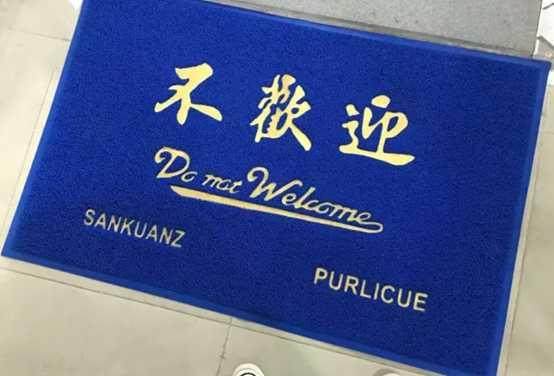 不歡迎
Do not Welcome
SANKUANZ
PURLICUE